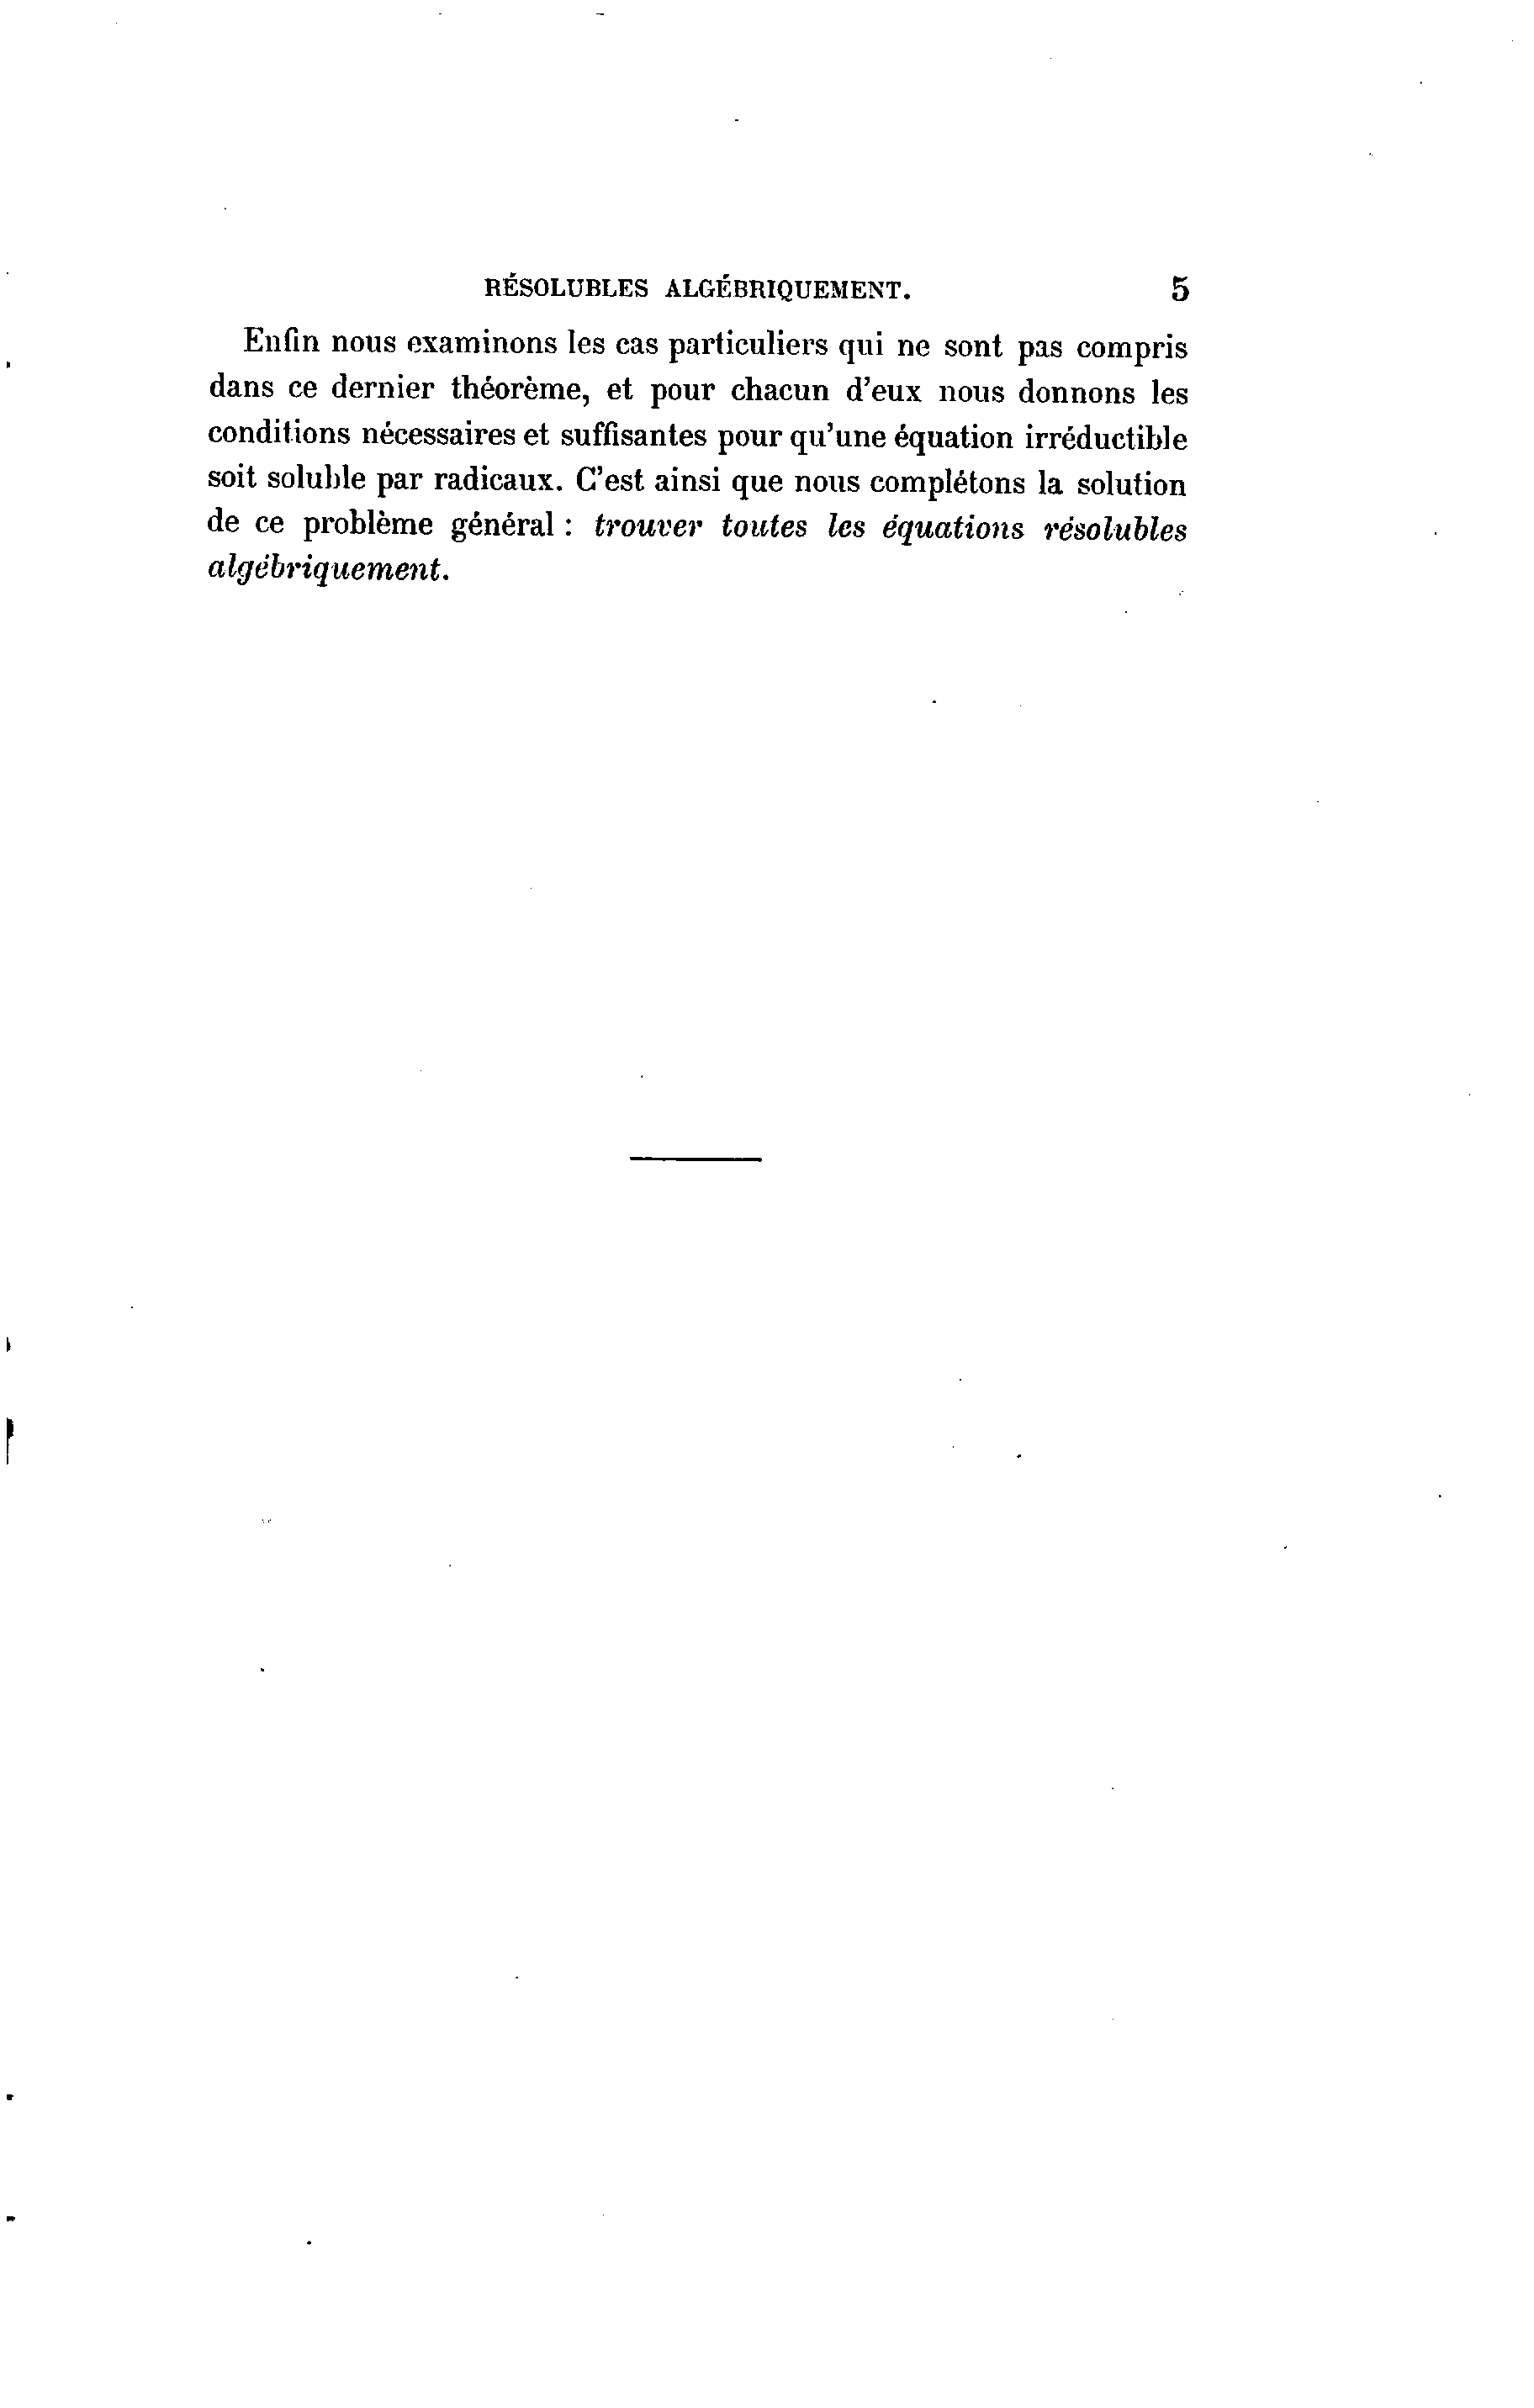 RÉSOLUBLES ALGÉBRIQUEMENT. 5
Enfin nous examinons les cas particuliers qui ne sont pas compris
dans ce dernier théorème, et pour chacun d'eux nous donnons les
conditions nécessaires et suffisantes pour qu'une équation irréductible
soit soluble par radicaux. C'est ainsi que nous complétons la solution
de ce problème général : trouver toutes les équations résolubles
algébriquement.